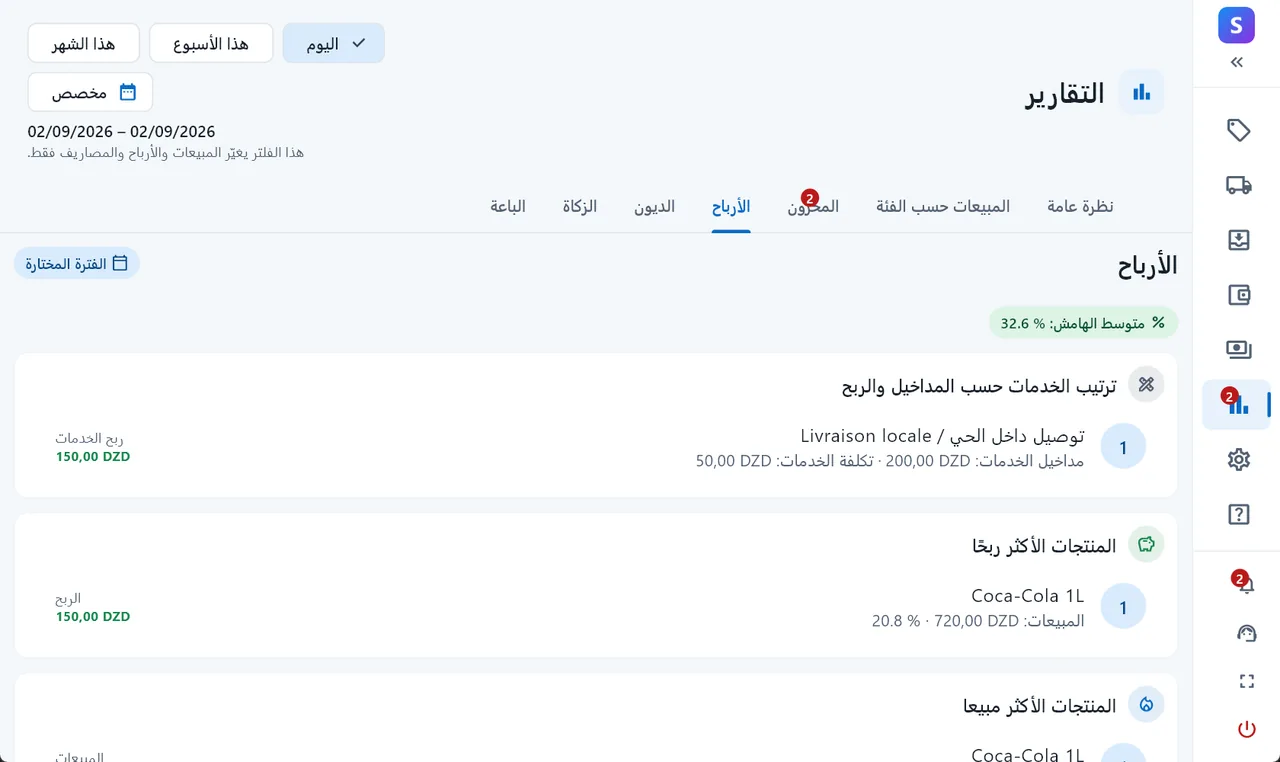 S
التقارير
اليوم
هذا الأسبوع
هذا الشهر
مخصص
02/09/2026 – 02/09/2026
هذا الفلتر يغيّر المبيعات والأرباح والمصاريف فقط.
نظرة عامة
المبيعات حسب الفئة
المخزون
2
الأرباح
الديون
الزكاة
الباعة
الأرباح
الفترة المختارة
متوسط الهامش: 32.6 %
ترتيب الخدمات حسب المداخيل والربح
1
توصيل داخل الحي / Livraison locale
مداخيل الخدمات: 200,00 DZD · تكلفة الخدمات: 50,00 DZD
ربح الخدمات
150,00 DZD
المنتجات الأكثر ربحًا
1
Coca-Cola 1L
المبيعات: 720,00 DZD · 20.8 %
الربح
150,00 DZD
المنتجات الأكثر مبيعا
Coca-Cola 1L
المبيعات
2
2